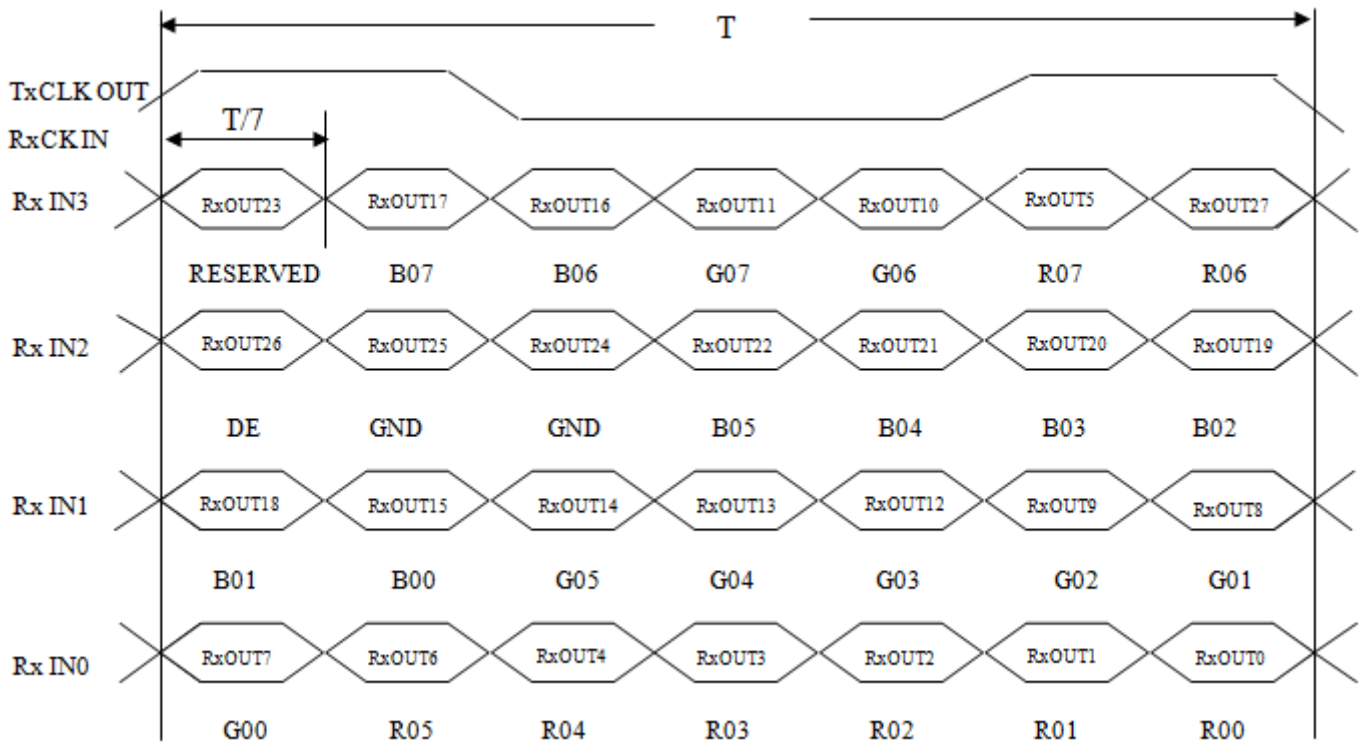 T
TxCLK OUT
T/7
RxCK IN
Rx IN3 RxOUT23 RxOUT17 RxOUT16 RxOUT11 RxOUT10 RxOUT5 RxOUT27
RESERVED B07 B06 G07 G06 R07 R06
Rx IN2 RxOUT26 RxOUT25 RxOUT24 RxOUT22 RxOUT21 RxOUT20 RxOUT19
DE GND GND B05 B04 B03 B02
Rx IN1 RxOUT18 RxOUT15 RxOUT14 RxOUT13 RxOUT12 RxOUT9 RxOUT8
B01 B00 G05 G04 G03 G02 G01
Rx IN0 RxOUT7 RxOUT6 RxOUT4 RxOUT3 RxOUT2 RxOUT1 RxOUT0
G00 R05 R04 R03 R02 R01 R00